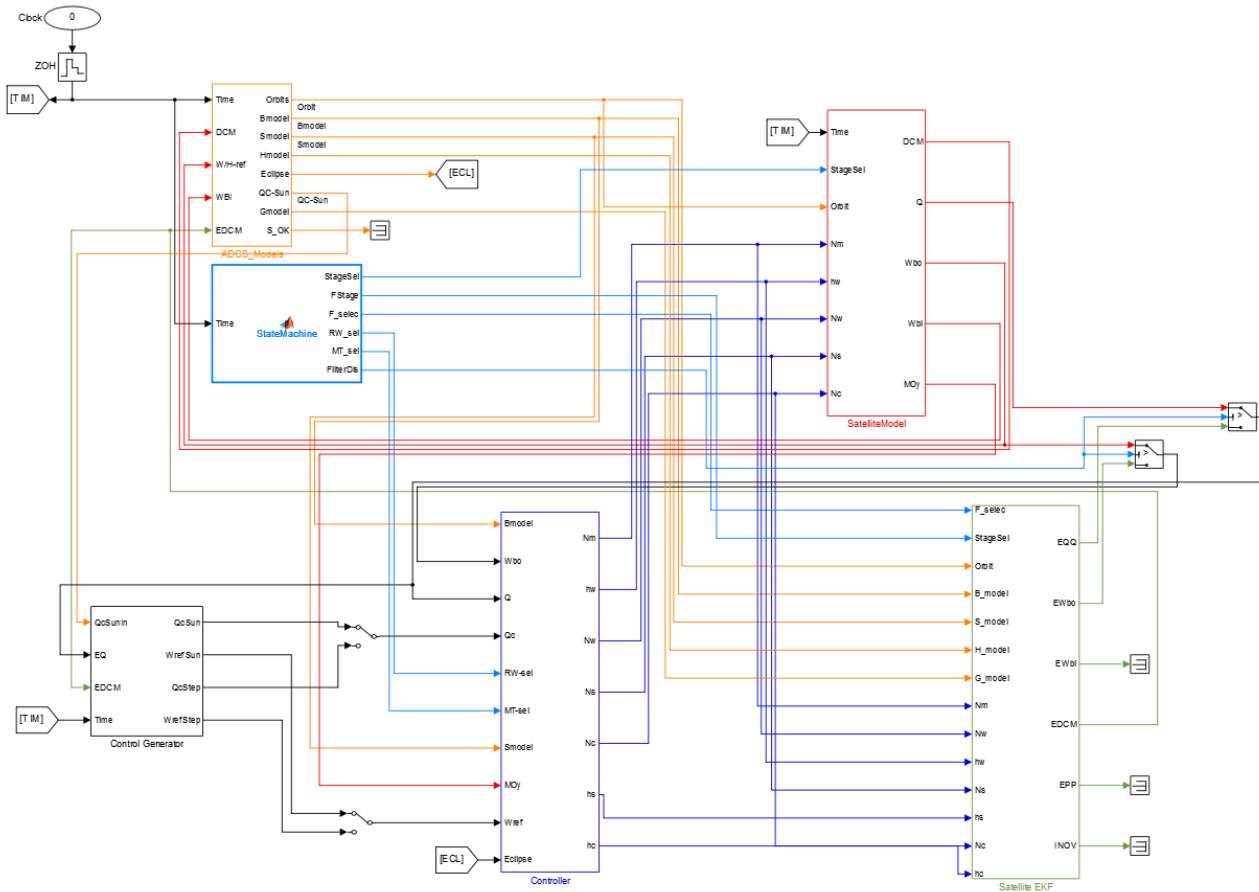 Clock
0
ZOH
[TIM]
Time
DCM
W/H-ref
WBI
EDCM
Orbits
Bmodel
Smodel
Hmodel
Eclipse
QC-Sun
Gmodel
S_OK
Orbit
Bmodel
Smodel
QC-Sun
ADCS_Models
[ECL]
Time
StateMachine
StageSel
FStage
F_selec
RW_sel
MT_sel
FilterDis
[TIM]
Time
StageSel
Orbit
Nm
hw
Nw
Ns
Nc
DCM
Q
Wbo
Wbi
MOy
SatelliteModel
>
>
QcSunIn
EQ
EDCM
Time
QcSun
WrefSun
QcStep
WrefStep
Control Generator
[TIM]
Bmodel
Wbo
Q
Qc
RW-sel
MT-sel
Smodel
MOy
Wref
Eclipse
Nm
hw
Nw
Ns
Nc
hs
hc
Controller
[ECL]
F_selec
StageSel
Orbit
B_model
S_model
H_model
G_model
Nm
Nw
hw
Ns
hs
Nc
hc
EQQ
EWbo
EWbi
EDCM
EPP
INOV
Satellite EKF